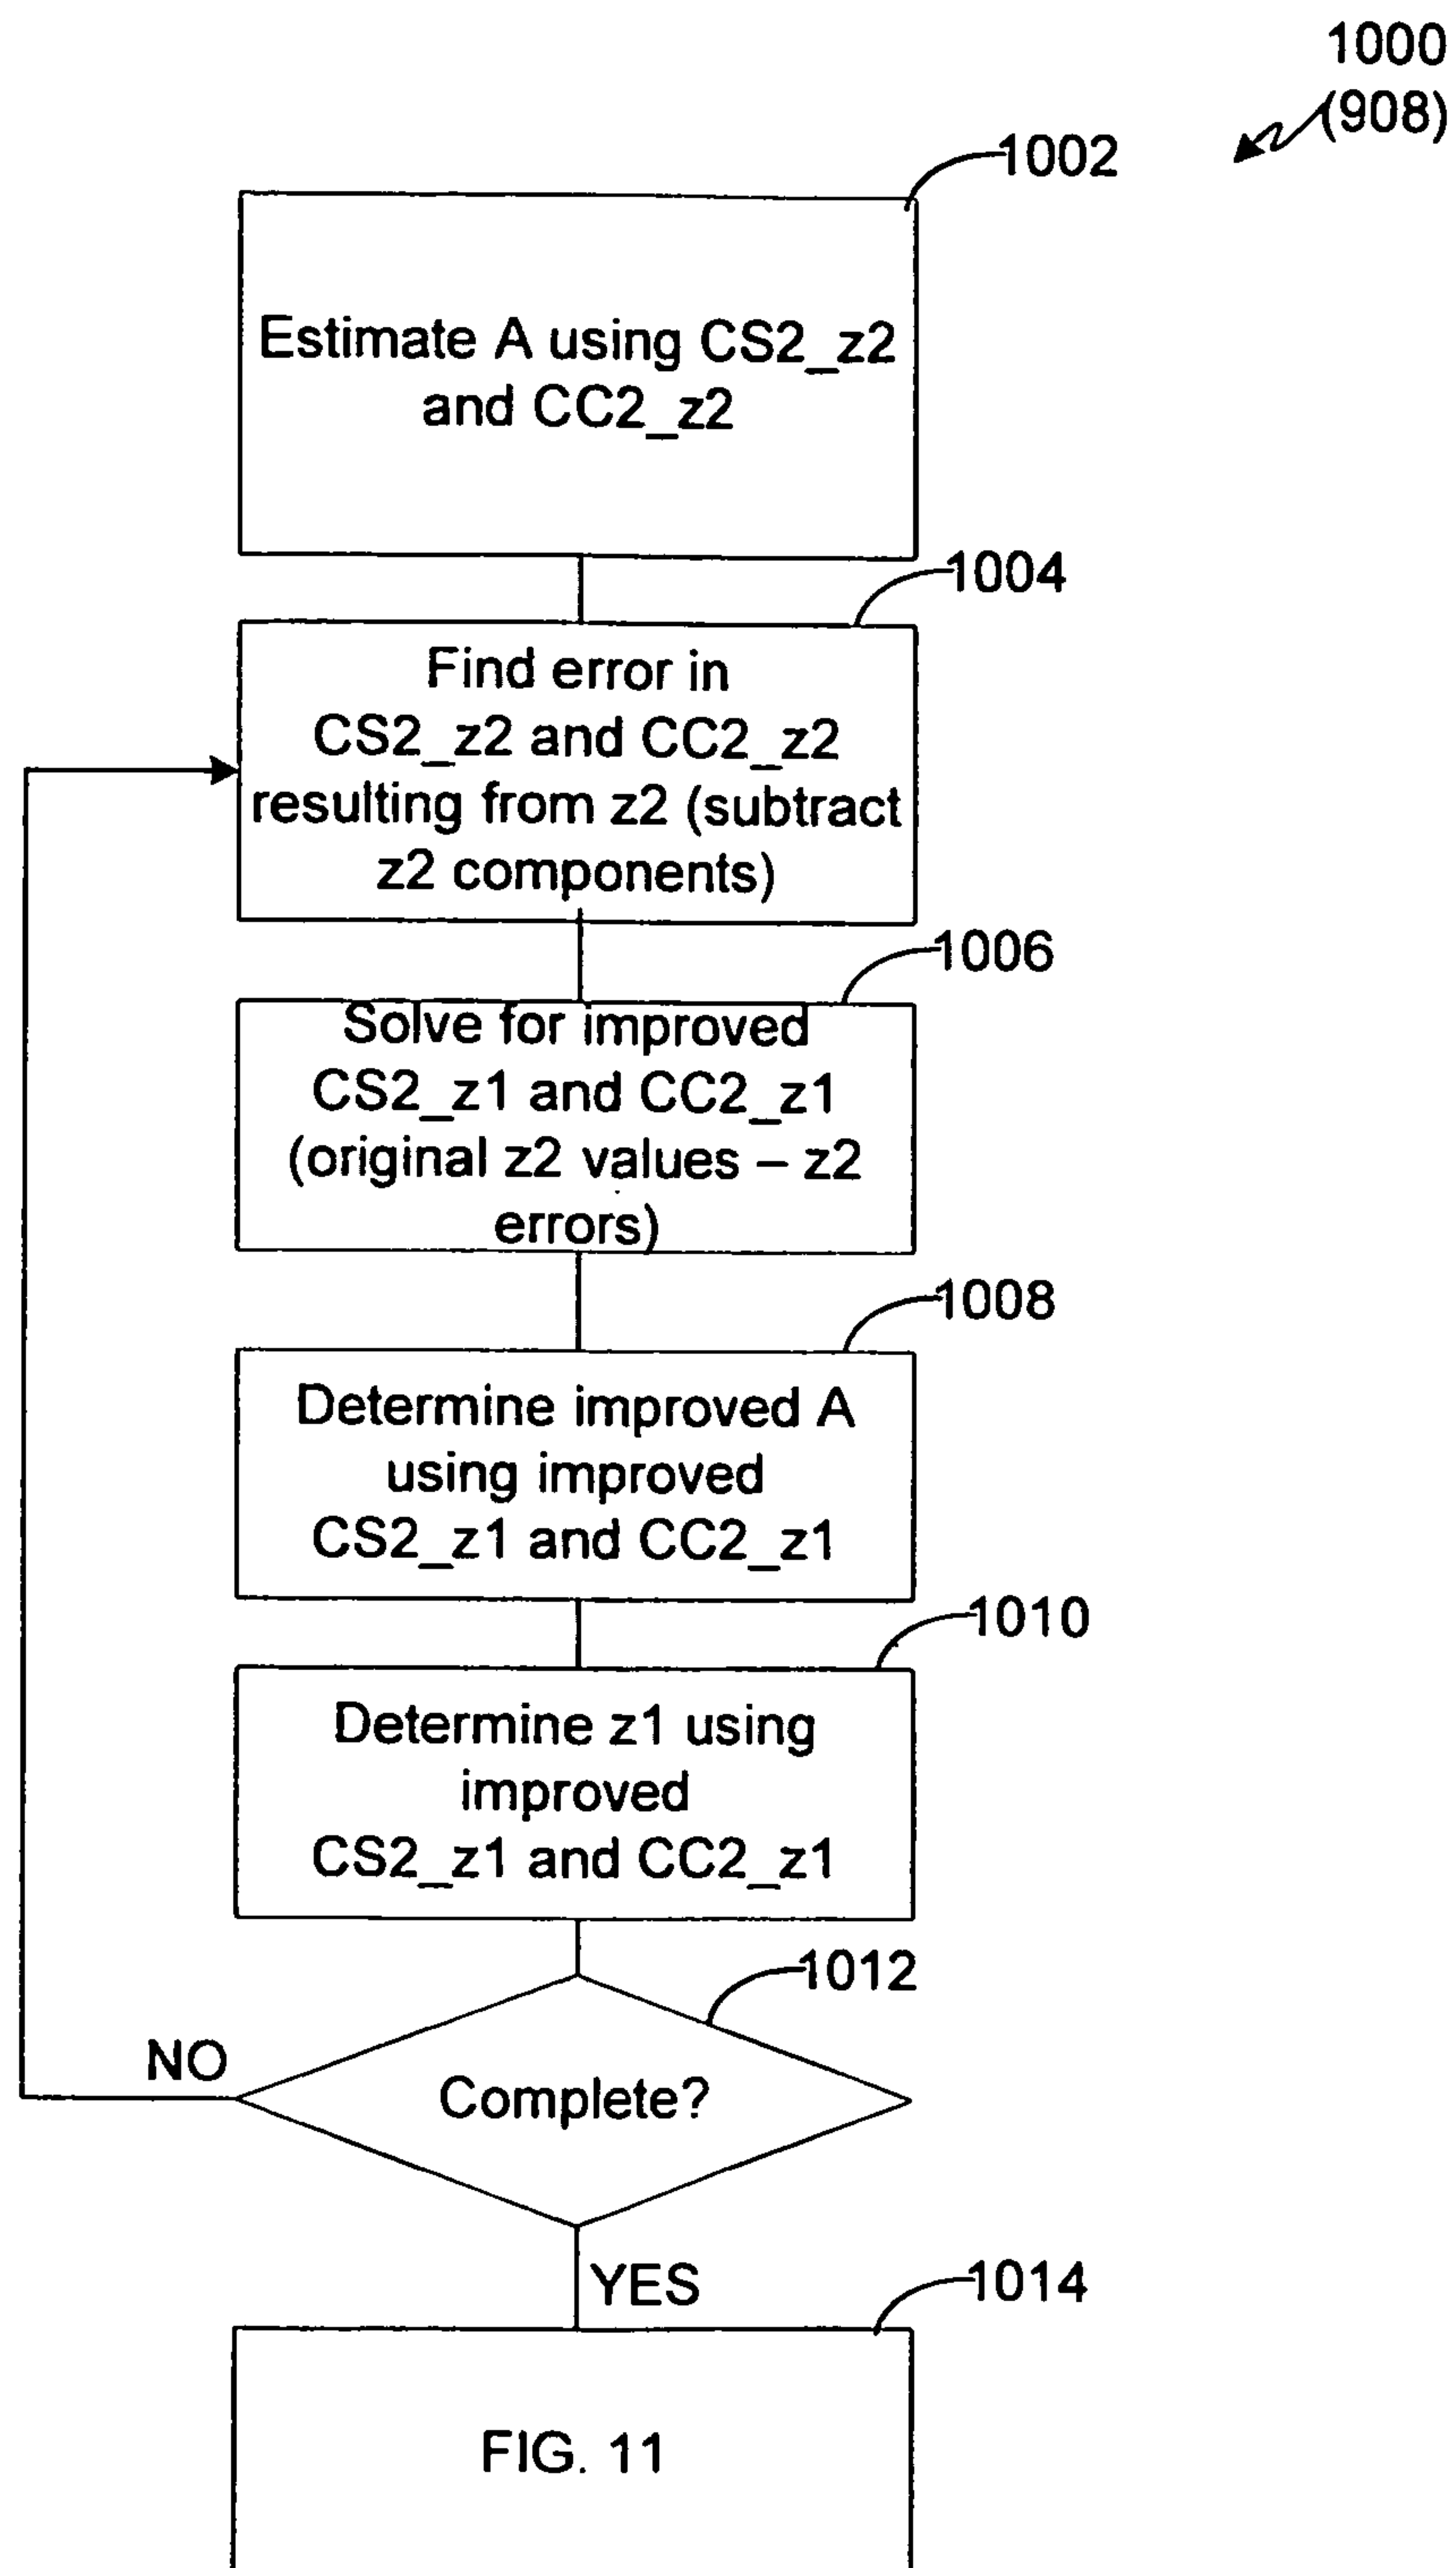 1000
(908)
1002
Estimate A using CS2_z2
and CC2_z2
1004
Find error in
CS2_z2 and CC2_z2
resulting from z2 (subtract
z2 components)
1006
Solve for improved
CS2_z1 and CC2_z1
(original z2 values – z2
errors)
1008
Determine improved A
using improved
CS2_z1 and CC2_z1
1010
Determine z1 using
improved
CS2_z1 and CC2_z1
1012
NO
Complete?
YES
1014
FIG. 11